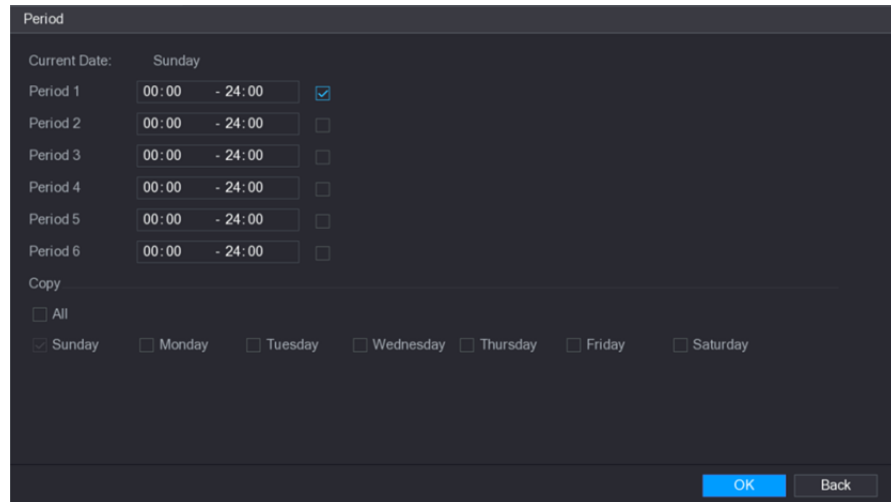 Period
Current Date: Sunday
Period 1 00:00 - 24:00
Period 2 00:00 - 24:00
Period 3 00:00 - 24:00
Period 4 00:00 - 24:00
Period 5 00:00 - 24:00
Period 6 00:00 - 24:00
Copy
All
Sunday Monday Tuesday Wednesday Thursday Friday Saturday
OK Back